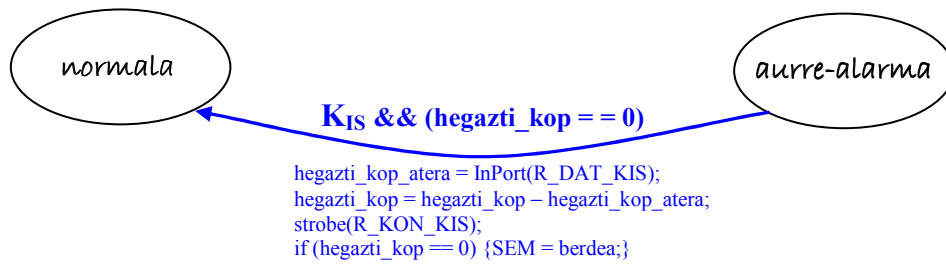 normala
aurre-alarma
KIS && (hegazti_kop = = 0)
hegazti_kop_atera = InPort(R_DAT_KIS);
hegazti_kop = hegazti_kop – hegazti_kop_atera;
strobe(R_KON_KIS);
if (hegazti_kop == 0) {SEM = berdea;}